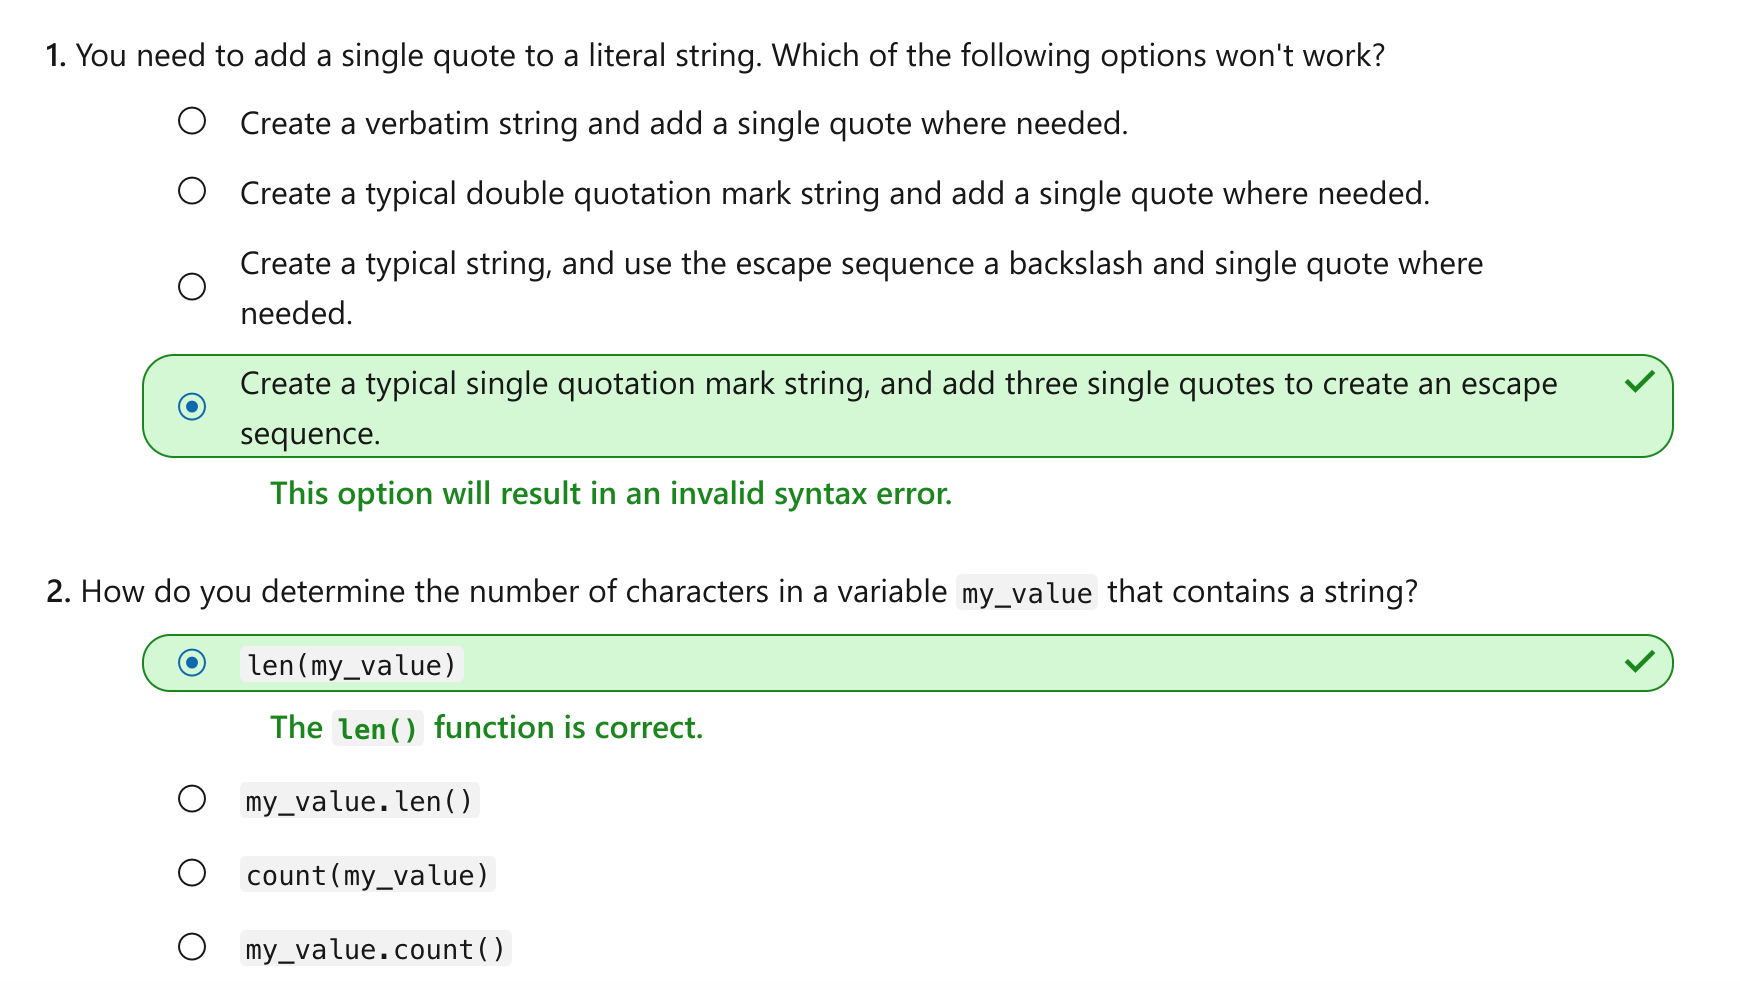 1. You need to add a single quote to a literal string. Which of the following options won't work?
Create a verbatim string and add a single quote where needed.
Create a typical double quotation mark string and add a single quote where needed.
Create a typical string, and use the escape sequence a backslash and single quote where
needed.
Create a typical single quotation mark string, and add three single quotes to create an escape
sequence.
This option will result in an invalid syntax error.
2. How do you determine the number of characters in a variable my_value that contains a string?
len(my_value)
The len() function is correct.
my_value.len()
count(my_value)
my_value.count()